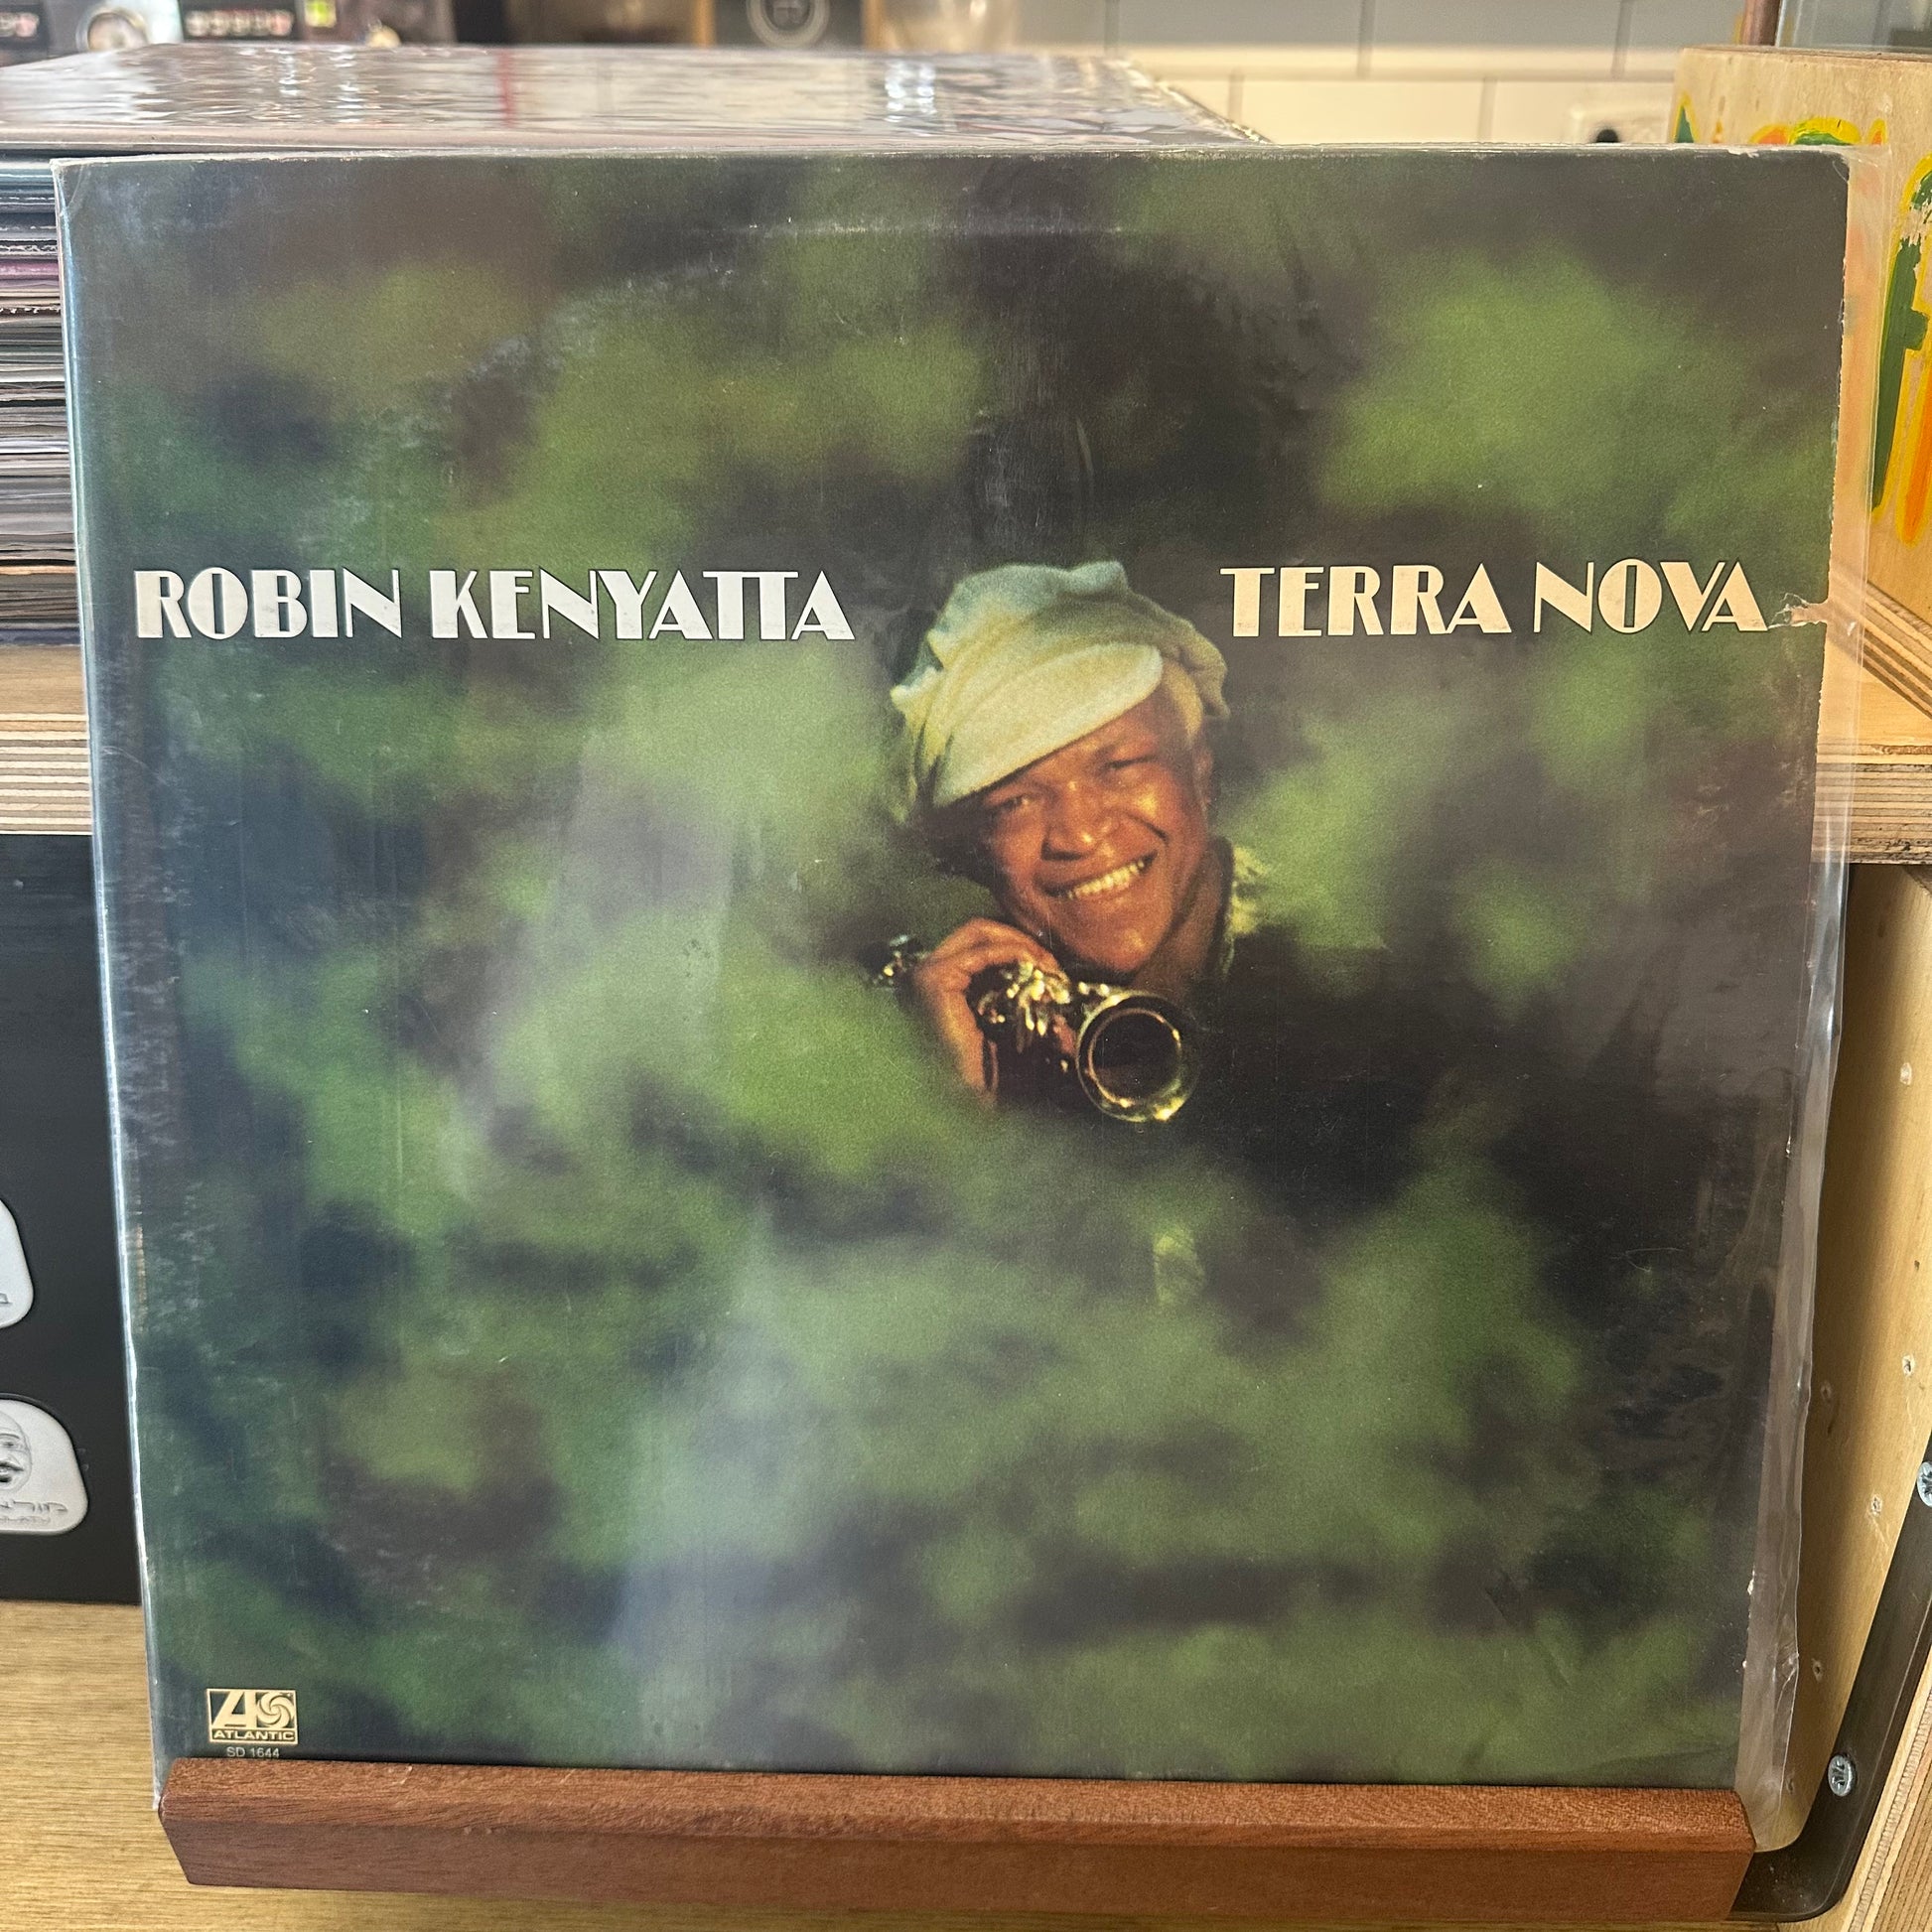 ROBIN KENYATTA
TERRA NOVA
ATLANTIC
SD 1644